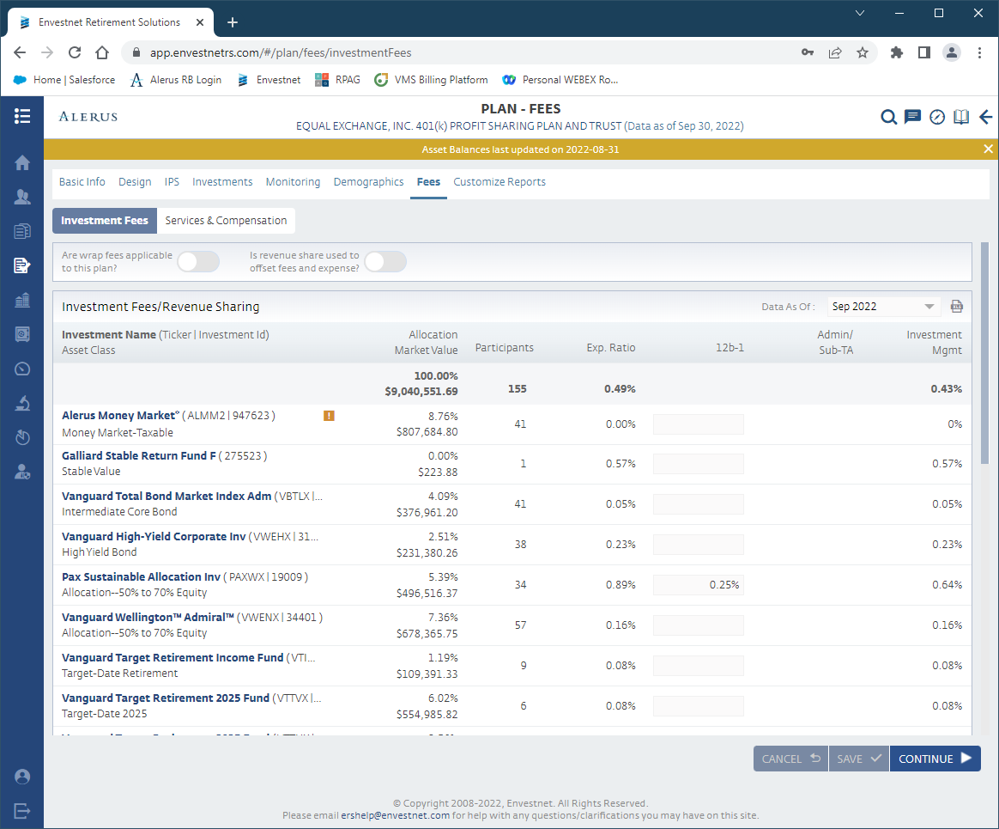 Envestnet Retirement Solutions
app.envestnetrs.com/#/plan/fees/investmentFees
Home | Salesforce Alerus RB Login Envestnet RPAG VMS Billing Platform Personal WEBEX Ro...
ALERUS
PLAN - FEES
EQUAL EXCHANGE, INC. 401(k) PROFIT SHARING PLAN AND TRUST (Data as of Sep 30, 2022)
Asset Balances last updated on 2022-08-31
Basic Info Design IPS Investments Monitoring Demographics Fees Customize Reports
Investment Fees Services & Compensation
Are wrap fees applicable to this plan?
Is revenue share used to offset fees and expense?
Investment Fees/Revenue Sharing Data As Of : Sep 2022
Investment Name (Ticker | Investment Id) Allocation Participants Exp. Ratio 12b-1 Admin/ Investment
Asset Class Market Value Sub-TA Mgmt
100.00%
$9,040,551.69 155 0.49% 0.43%
Alerus Money Market° ( ALMM2 | 947623 ) 8.76% 41 0.00% 0%
Money Market-Taxable $807,684.80
Galliard Stable Return Fund F ( 275523 ) 0.00% 1 0.57% 0.57%
Stable Value $223.88
Vanguard Total Bond Market Index Adm ( VBTLX |... 4.09% 41 0.05% 0.05%
Intermediate Core Bond $376,961.20
Vanguard High-Yield Corporate Inv ( VWEHX | 31... 2.51% 38 0.23% 0.23%
High Yield Bond $231,380.26
Pax Sustainable Allocation Inv ( PAXWX | 19009 ) 5.39% 34 0.89% 0.25% 0.64%
Allocation--50% to 70% Equity $496,516.37
Vanguard Wellington™ Admiral™ ( VWENX | 34401 ) 7.36% 57 0.16% 0.16%
Allocation--50% to 70% Equity $678,365.75
Vanguard Target Retirement Income Fund ( VTI... 1.19% 9 0.08% 0.08%
Target-Date Retirement $109,391.33
Vanguard Target Retirement 2025 Fund ( VTTVX |... 6.02% 6 0.08% 0.08%
Target-Date 2025 $554,985.82
CANCEL SAVE CONTINUE
© Copyright 2008-2022, Envestnet. All Rights Reserved.
Please email ershelp@envestnet.com for help with any questions/clarifications you may have on this site.